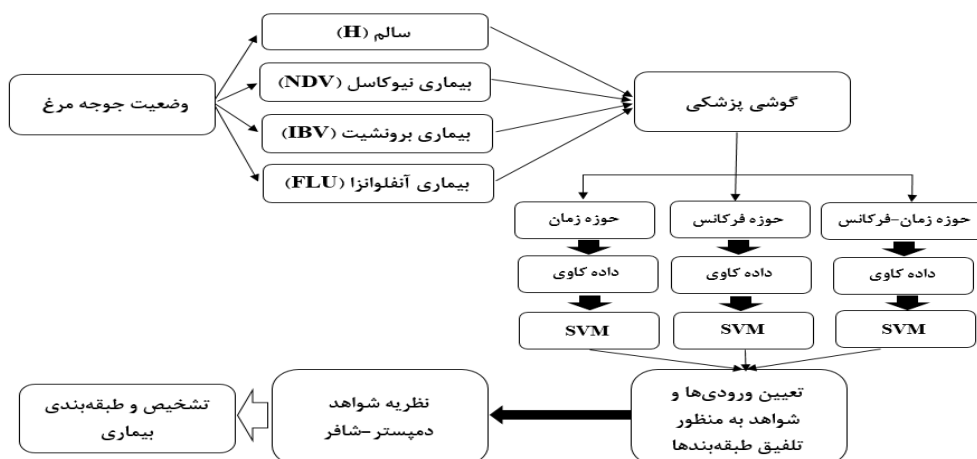 سالم (H)
وضعیت جوجه مرغ
بیماری نیوکاسل (NDV)
بیماری برونشیت (IBV)
بیماری آنفلوانزا (FLU)
گوشی پزشکی
حوزه زمان
حوزه فرکانس
حوزه زمان-فرکانس
داده کاوی
داده کاوی
داده کاوی
SVM
SVM
SVM
تعیین ورودی‌ها و
شواهد به منظور
تلفیق طبقه‌بندها
نظریه شواهد
دمپستر-شافر
تشخیص و طبقه‌بندی
بیماری